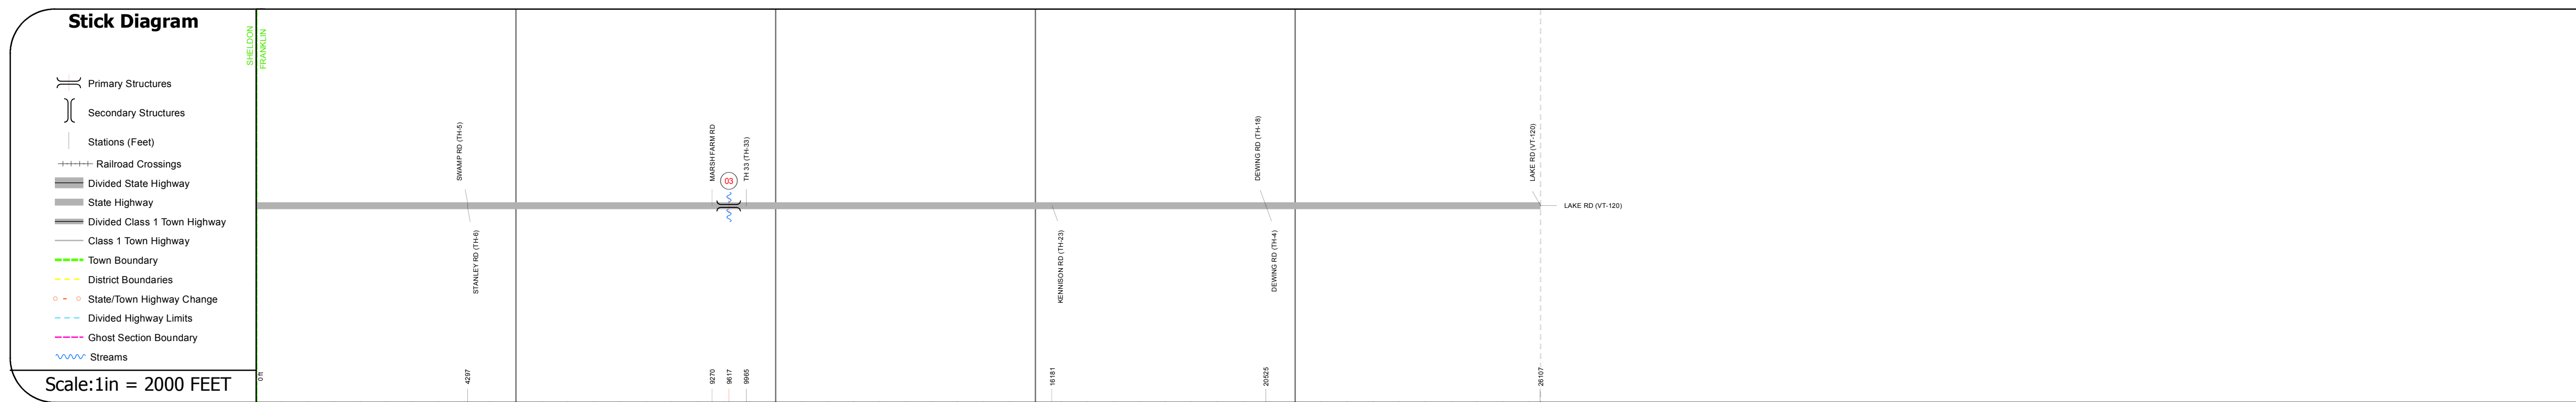 Stick Diagram
Primary Structures
Secondary Structures
Stations (Feet)
Railroad Crossings
Divided State Highway
State Highway
Divided Class 1 Town Highway
Class 1 Town Highway
Town Boundary
District Boundaries
State/Town Highway Change
Divided Highway Limits
Ghost Section Boundary
Streams
Scale:1in = 2000 FEET
SHELDON
FRANKLIN
SWAMP RD (TH-5)
STANLEY RD (TH-6)
MARSH FARM RD
03
TH 33 (TH-33)
KENNISON RD (TH-23)
DEWING RD (TH-18)
DEWING RD (TH-4)
LAKE RD (VT-120)
LAKE RD (VT-120)
0 ft
4297
9270
9617
9965
16181
20525
26107